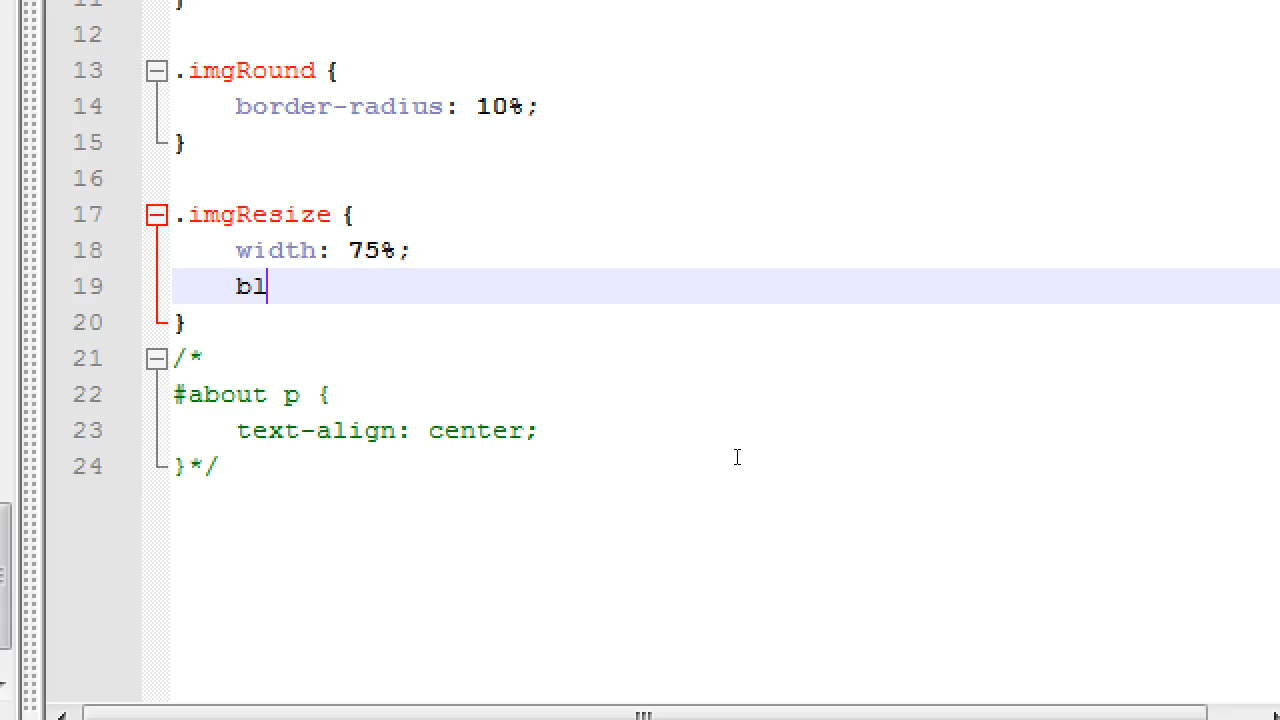 11 }
12
13 .imgRound {
14 border-radius: 10%;
15 }
16
17 .imgResize {
18 width: 75%;
19 bl
20 }
21 /*
22 #about p {
23 text-align: center;
24 }*/